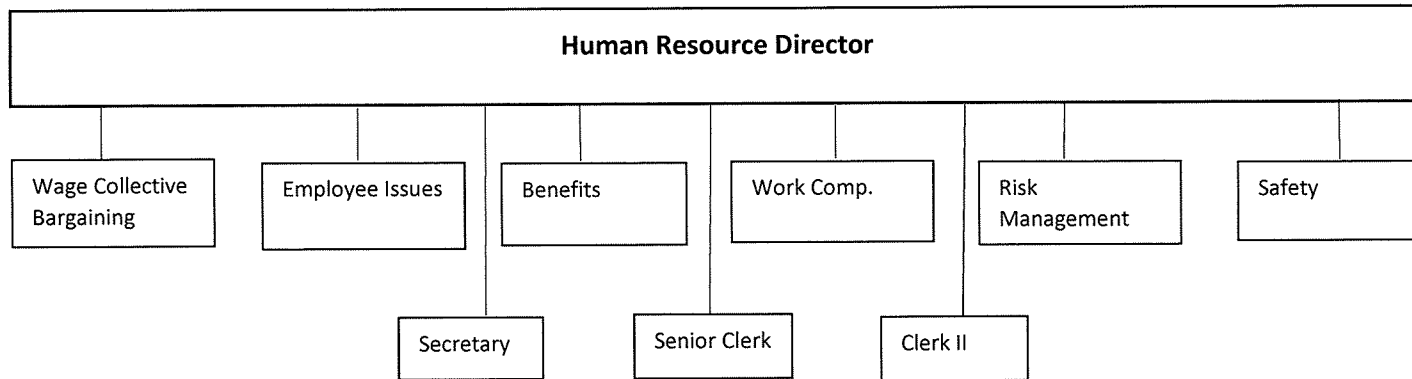 Human Resource Director
Wage Collective
Bargaining
Employee Issues
Benefits
Work Comp.
Risk
Management
Safety
Secretary
Senior Clerk
Clerk II